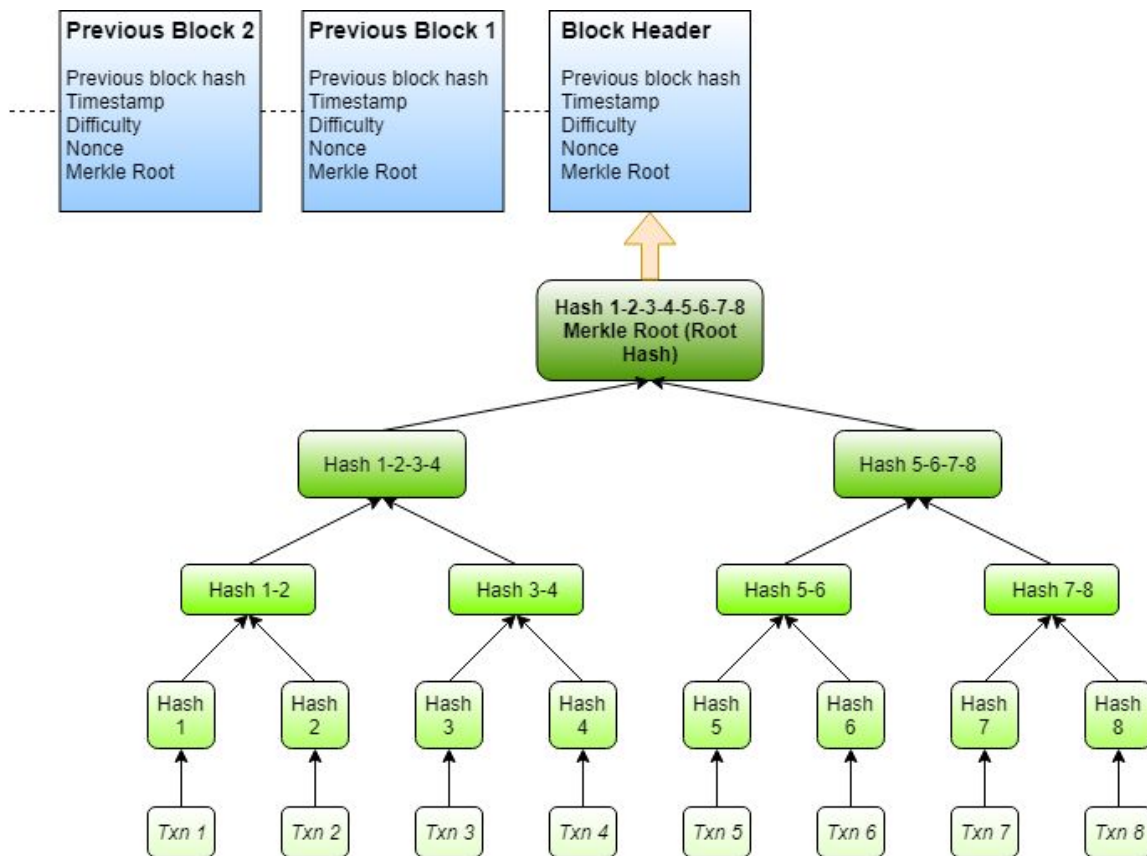 Previous Block 2
Previous block hash
Timestamp
Difficulty
Nonce
Merkle Root
Previous Block 1
Previous block hash
Timestamp
Difficulty
Nonce
Merkle Root
Block Header
Previous block hash
Timestamp
Difficulty
Nonce
Merkle Root
Hash 1-2-3-4-5-6-7-8
Merkle Root (Root
Hash)
Hash 1-2-3-4
Hash 5-6-7-8
Hash 1-2
Hash 3-4
Hash 5-6
Hash 7-8
Hash
1
Hash
2
Hash
3
Hash
4
Hash
5
Hash
6
Hash
7
Hash
8
Txn 1
Txn 2
Txn 3
Txn 4
Txn 5
Txn 6
Txn 7
Txn 8